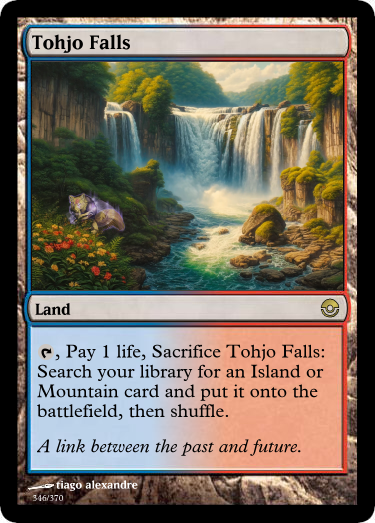 Tohjo Falls
Land
, Pay 1 life, Sacrifice Tohjo Falls:
Search your library for an Island or
Mountain card and put it onto the
battlefield, then shuffle.
A link between the past and future.
tiago alexandre
346/370